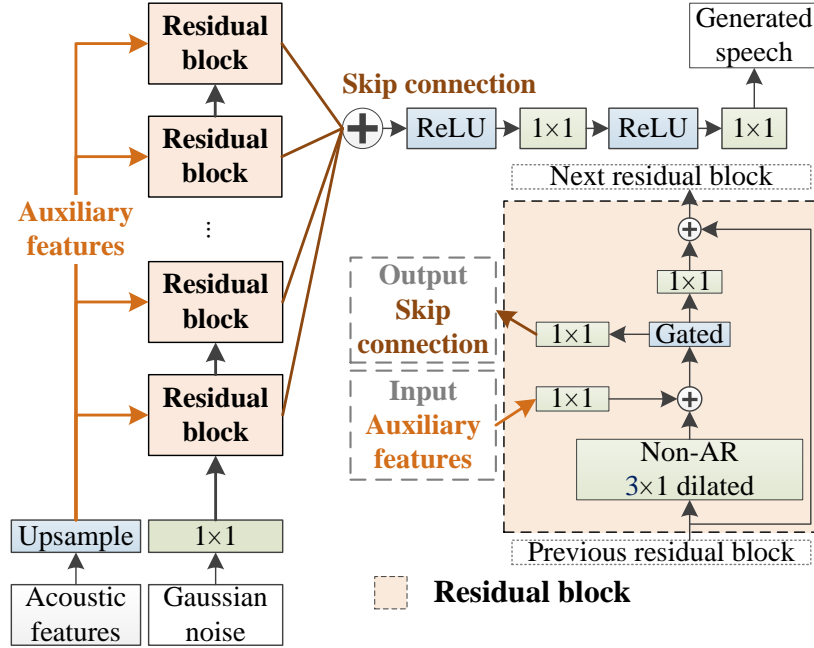 Residual
block
Residual
block
Auxiliary
features
...
Residual
block
Residual
block
Upsample
1×1
Acoustic
features
Gaussian
noise
Skip connection
+
ReLU
1×1
ReLU
1×1
Generated
speech
Next residual block
+
1×1
Output
Skip
connection
1×1
Gated
Input
Auxiliary
features
1×1
+
Non-AR
3×1 dilated
Previous residual block
Residual block